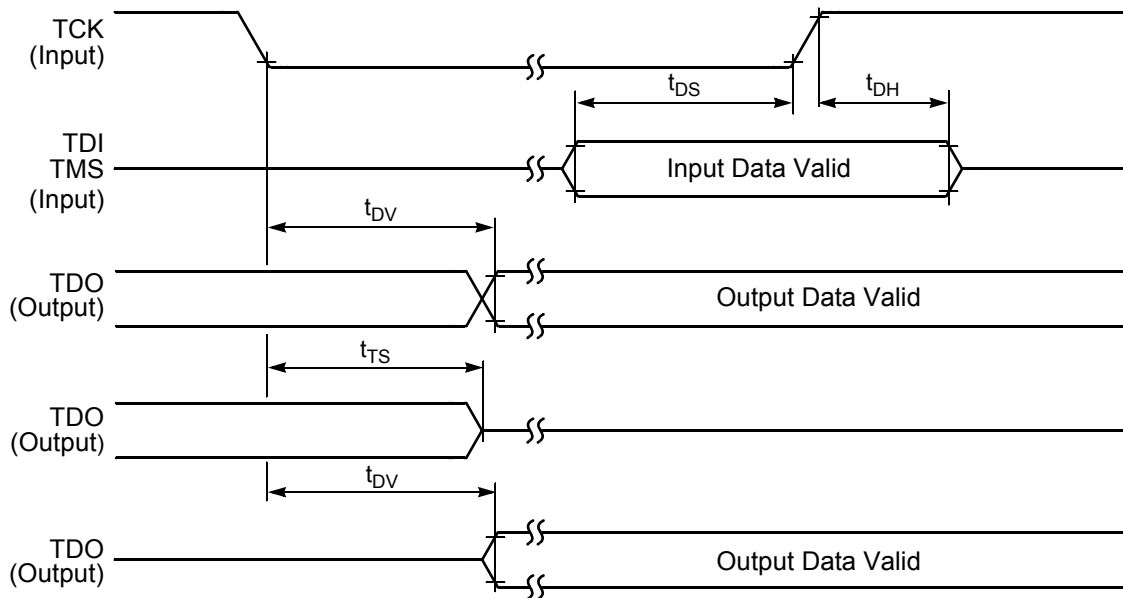 TCK
(Input)
tDS
tDH
TDI
TMS
(Input)
Input Data Valid
tDV
TDO
(Output)
Output Data Valid
tTS
TDO
(Output)
tDV
TDO
(Output)
Output Data Valid